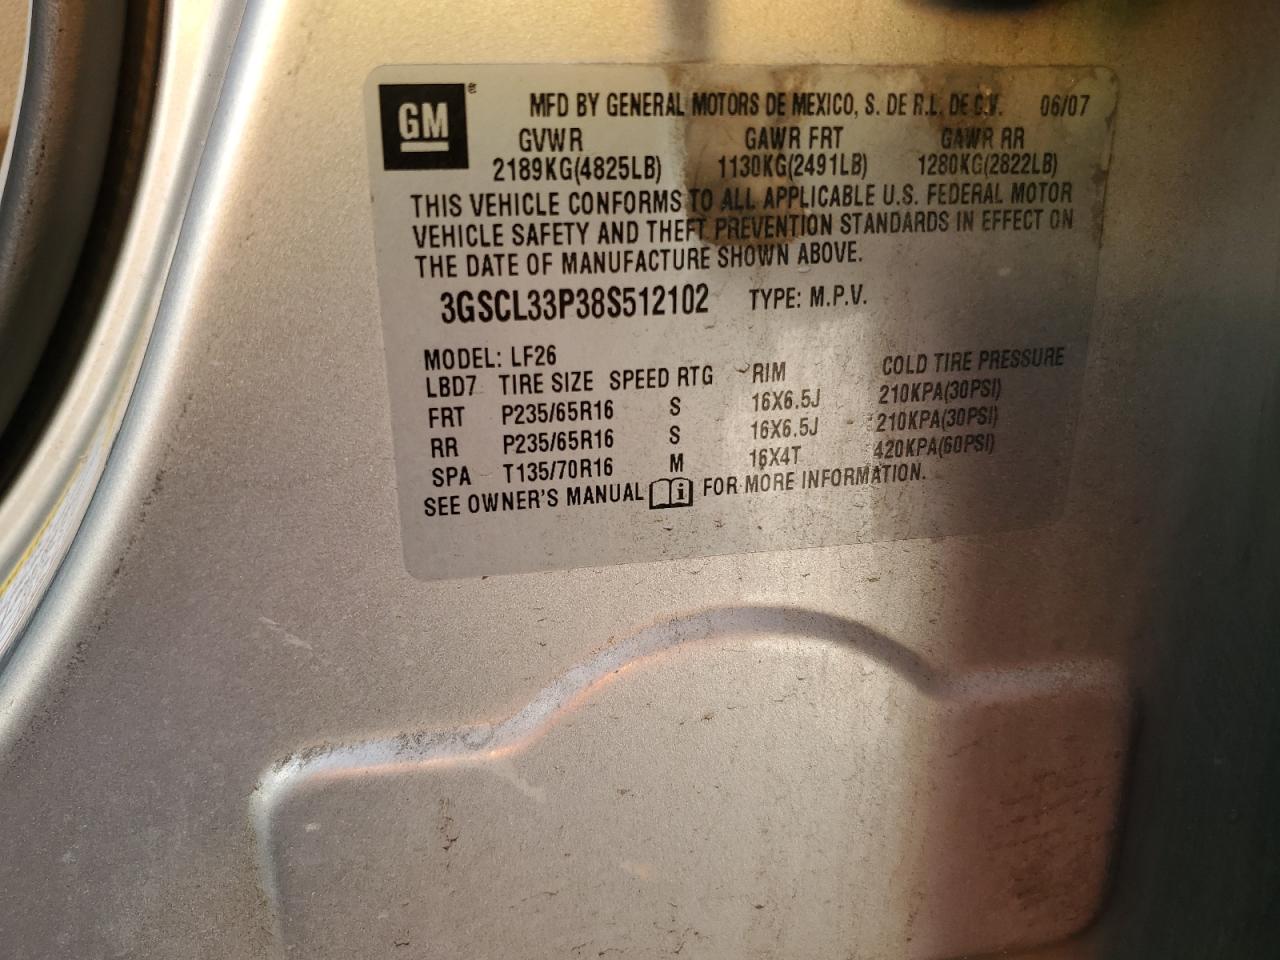 GM ® MFD BY GENERAL MOTORS DE MEXICO, S. DE R.L. DE C.V. 06/07
GVWR GAWR FRT GAWR RR
2189KG(4825LB) 1130KG(2491LB) 1280KG(2822LB)
THIS VEHICLE CONFORMS TO ALL APPLICABLE U.S. FEDERAL MOTOR
VEHICLE SAFETY AND THEFT PREVENTION STANDARDS IN EFFECT ON
THE DATE OF MANUFACTURE SHOWN ABOVE.
3GSCL33P38S512102 TYPE: M.P.V.
MODEL: LF26
LBD7 TIRE SIZE SPEED RTG RIM COLD TIRE PRESSURE
FRT P235/65R16 S 16X6.5J 210KPA(30PSI)
RR P235/65R16 S 16X6.5J 210KPA(30PSI)
SPA T135/70R16 M 16X4T 420KPA(60PSI)
SEE OWNER'S MANUAL i FOR MORE INFORMATION.